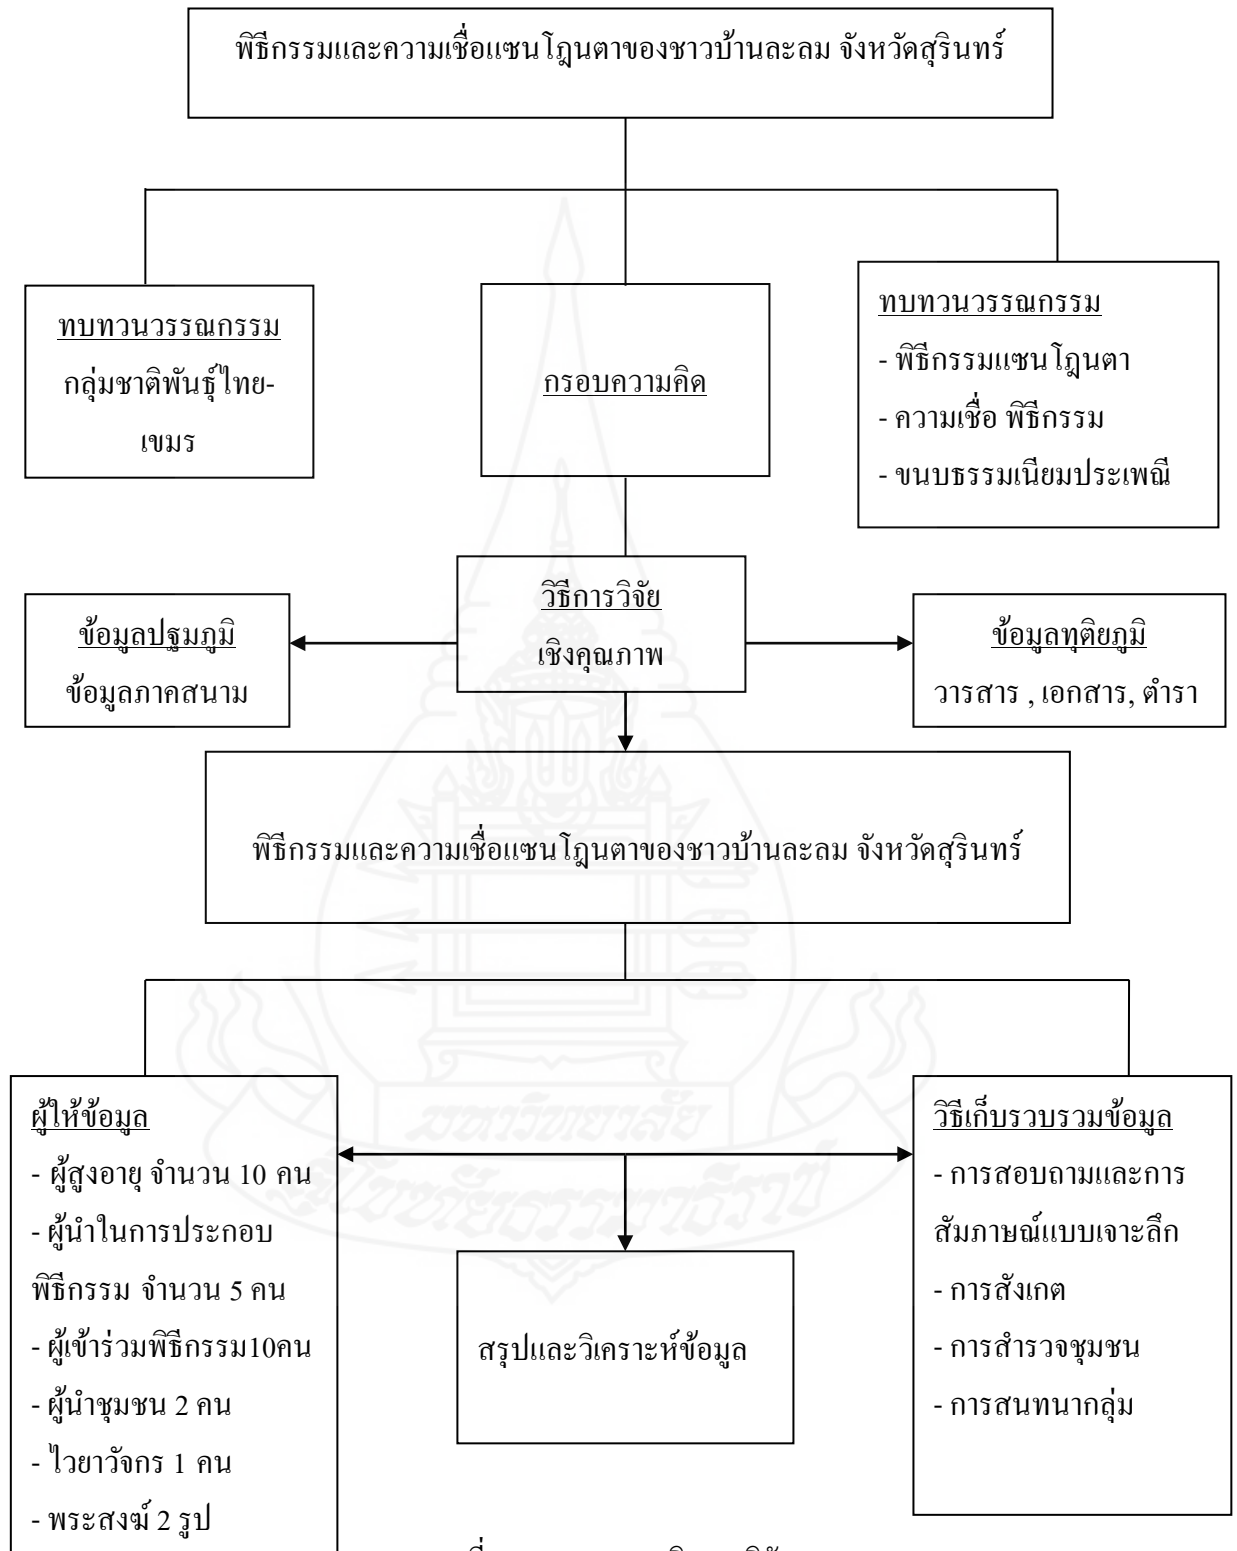 พิธีกรรมและความเชื่อแซนโฎนตาของชาวบ้านละลม จังหวัดสุรินทร์
ทบทวนวรรณกรรม
กลุ่มชาติพันธุ์ไทย-
เขมร
กรอบความคิด
ทบทวนวรรณกรรม
- พิธีกรรมแซนโฎนตา
- ความเชื่อ พิธีกรรม
- ขนบธรรมเนียมประเพณี
ข้อมูลปฐมภูมิ
ข้อมูลภาคสนาม
วิธีการวิจัย
เชิงคุณภาพ
ข้อมูลทุติยภูมิ
วารสาร , เอกสาร, ตำรา
พิธีกรรมและความเชื่อแซนโฎนตาของชาวบ้านละลม จังหวัดสุรินทร์
ผู้ให้ข้อมูล
- ผู้สูงอายุ จำนวน 10 คน
- ผู้นำในการประกอบ
พิธีกรรม จำนวน 5 คน
- ผู้เข้าร่วมพิธีกรรม10คน
- ผู้นำชุมชน 2 คน
- ไวยาวัจกร 1 คน
- พระสงฆ์ 2 รูป
สรุปและวิเคราะห์ข้อมูล
วิธีเก็บรวบรวมข้อมูล
- การสอบถามและการ
สัมภาษณ์แบบเจาะลึก
- การสังเกต
- การสำรวจชุมชน
- การสนทนากลุ่ม
มหาวิทยาลัย
สุโขทัยธรรมาธิราช